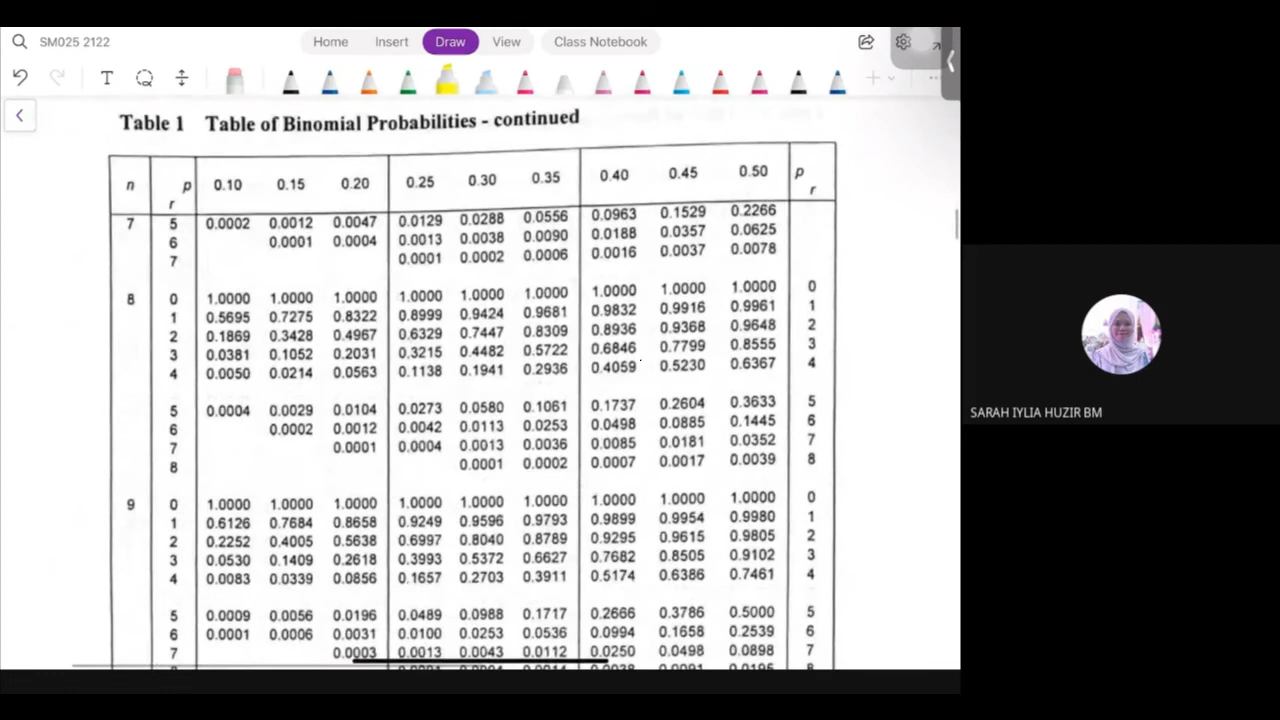 SM025 2122
Home Insert Draw View Class Notebook
T
Table 1 Table of Binomial Probabilities - continued
n p r 0.10 0.15 0.20 0.25 0.30 0.35 0.40 0.45 0.50 p r
7 5 0.0002 0.0012 0.0047 0.0129 0.0288 0.0556 0.0963 0.1529 0.2266
6 0.0001 0.0004 0.0013 0.0038 0.0090 0.0188 0.0357 0.0625
7 0.0001 0.0002 0.0006 0.0016 0.0037 0.0078
8 0 1.0000 1.0000 1.0000 1.0000 1.0000 1.0000 1.0000 1.0000 1.0000 0
1 0.5695 0.7275 0.8322 0.8999 0.9424 0.9681 0.9832 0.9916 0.9961 1
2 0.1869 0.3428 0.4967 0.6329 0.7447 0.8309 0.8936 0.9368 0.9648 2
3 0.0381 0.1052 0.2031 0.3215 0.4482 0.5722 0.6846 0.7799 0.8555 3
4 0.0050 0.0214 0.0563 0.1138 0.1941 0.2936 0.4059 0.5230 0.6367 4
5 0.0004 0.0029 0.0104 0.0273 0.0580 0.1061 0.1737 0.2604 0.3633 5
6 0.0002 0.0012 0.0042 0.0113 0.0253 0.0498 0.0885 0.1445 6
7 0.0001 0.0004 0.0013 0.0036 0.0085 0.0181 0.0352 7
8 0.0001 0.0002 0.0007 0.0017 0.0039 8
9 0 1.0000 1.0000 1.0000 1.0000 1.0000 1.0000 1.0000 1.0000 1.0000 0
1 0.6126 0.7684 0.8658 0.9249 0.9596 0.9793 0.9899 0.9954 0.9980 1
2 0.2252 0.4005 0.5638 0.6997 0.8040 0.8789 0.9295 0.9615 0.9805 2
3 0.0530 0.1409 0.2618 0.3993 0.5372 0.6627 0.7682 0.8505 0.9102 3
4 0.0083 0.0339 0.0856 0.1657 0.2703 0.3911 0.5174 0.6386 0.7461 4
5 0.0009 0.0056 0.0196 0.0489 0.0988 0.1717 0.2666 0.3786 0.5000 5
6 0.0001 0.0006 0.0031 0.0100 0.0253 0.0536 0.0994 0.1658 0.2539 6
7 0.0003 0.0013 0.0043 0.0112 0.0250 0.0498 0.0898 7
SARAH IYLIA HUZIR BM